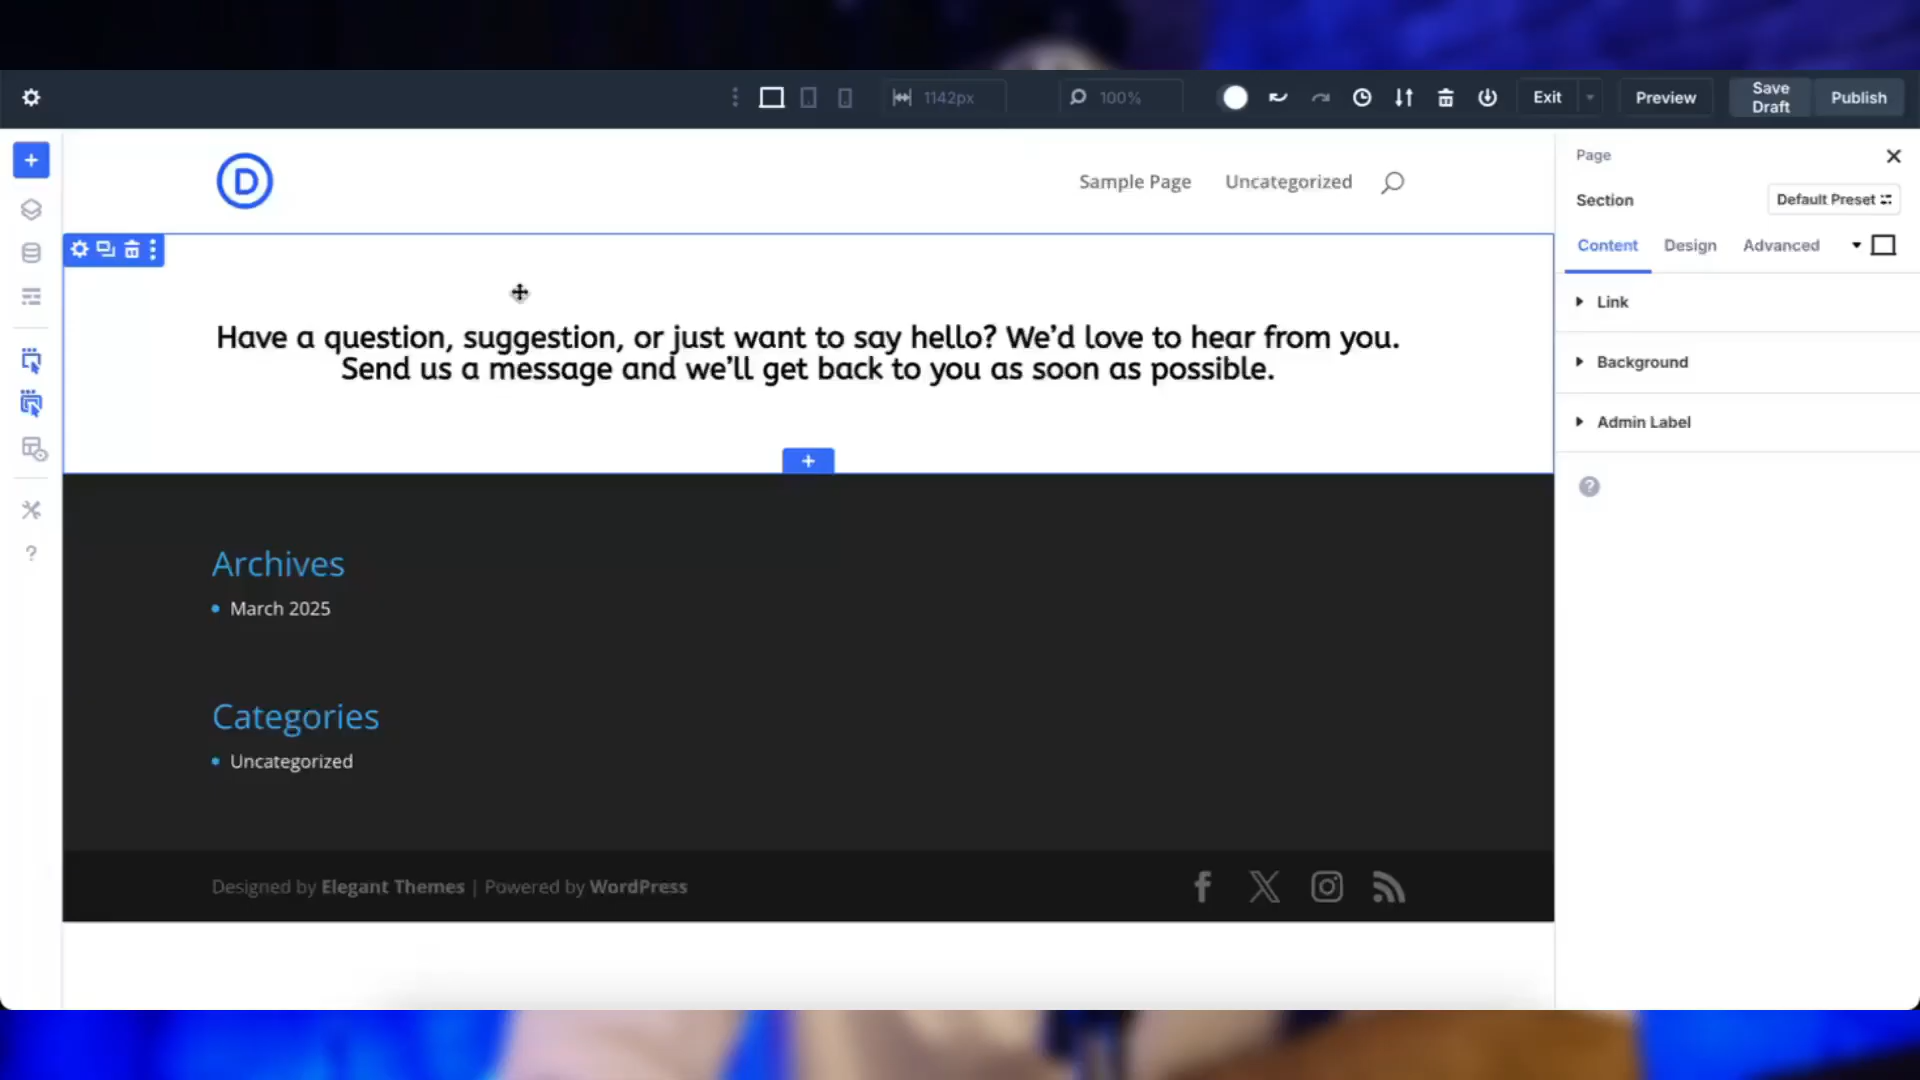 1142px
100%
Exit
Preview
Save
Draft
Publish
D
Sample Page
Uncategorized
Page
Section
Default Preset
Content
Design
Advanced
Link
Background
Admin Label
?
Have a question, suggestion, or just want to say hello? We’d love to hear from you.
Send us a message and we’ll get back to you as soon as possible.
+
Archives
March 2025
Categories
Uncategorized
?
Designed by Elegant Themes | Powered by WordPress